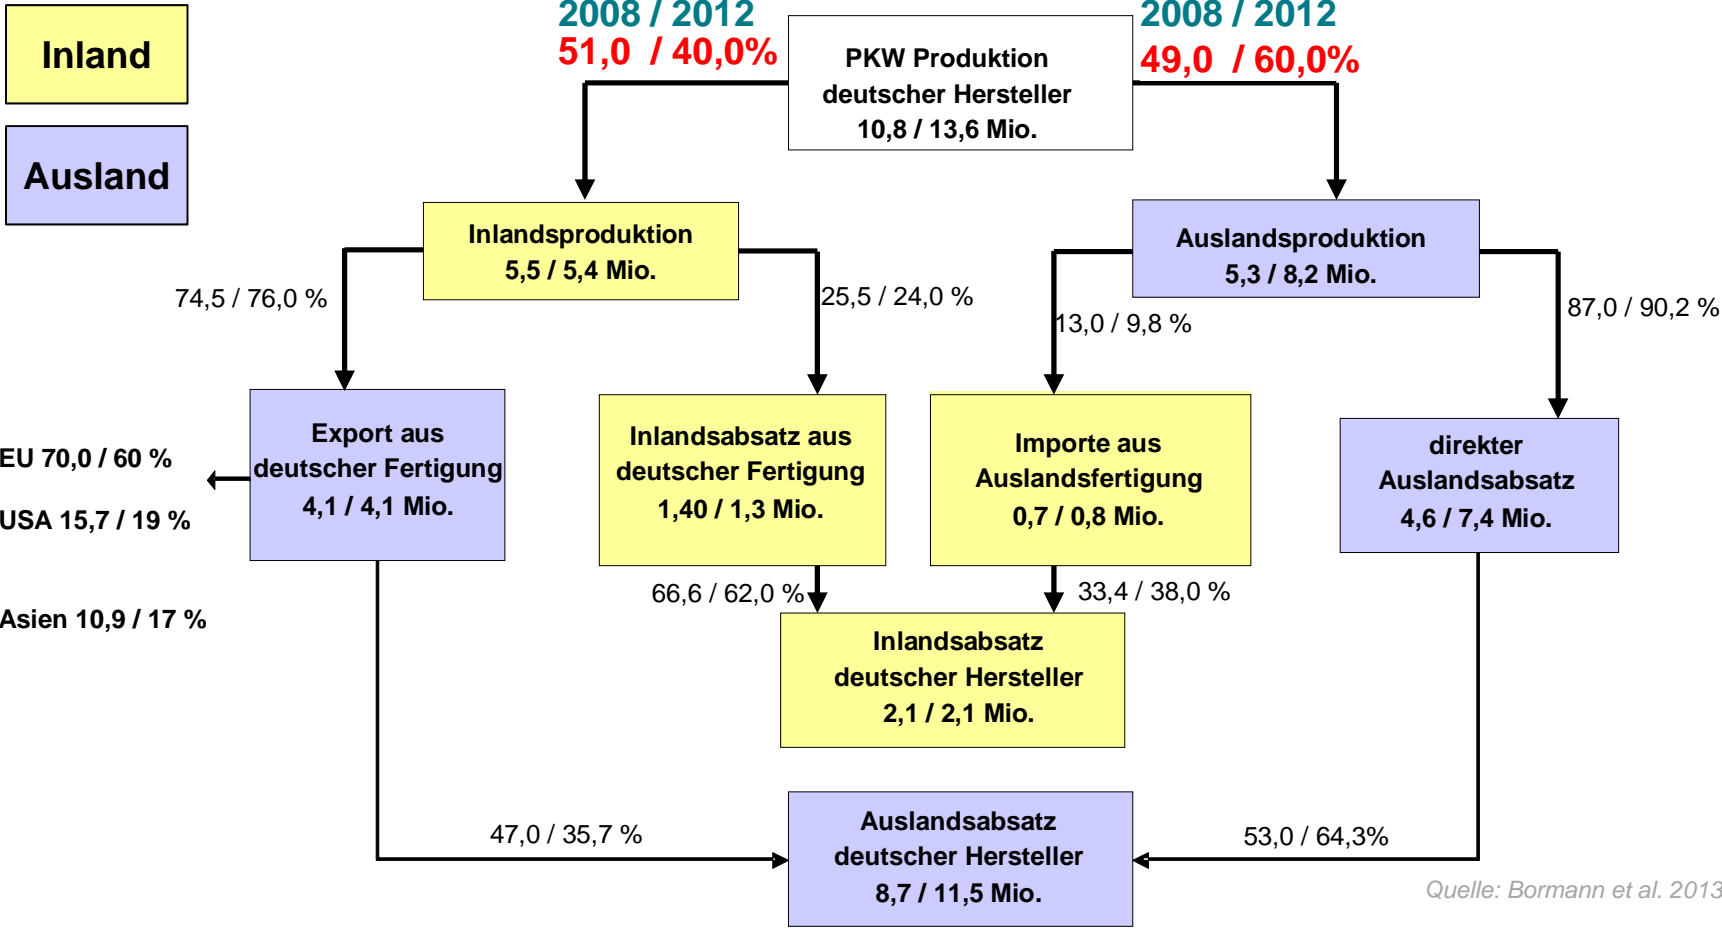 Inland
Ausland
2008 / 2012
51,0 / 40,0%
PKW Produktion
deutscher Hersteller
10,8 / 13,6 Mio.
2008 / 2012
49,0 / 60,0%
Inlandsproduktion
5,5 / 5,4 Mio.
Auslandsproduktion
5,3 / 8,2 Mio.
74,5 / 76,0 %
25,5 / 24,0 %
13,0 / 9,8 %
87,0 / 90,2 %
EU 70,0 / 60 %
USA 15,7 / 19 %
Asien 10,9 / 17 %
Export aus
deutscher Fertigung
4,1 / 4,1 Mio.
Inlandsabsatz aus
deutscher Fertigung
1,40 / 1,3 Mio.
Importe aus
Auslandsfertigung
0,7 / 0,8 Mio.
direkter
Auslandsabsatz
4,6 / 7,4 Mio.
66,6 / 62,0 %
33,4 / 38,0 %
Inlandsabsatz
deutscher Hersteller
2,1 / 2,1 Mio.
47,0 / 35,7 %
Auslandsabsatz
deutscher Hersteller
8,7 / 11,5 Mio.
53,0 / 64,3%
Quelle: Bormann et al. 2013